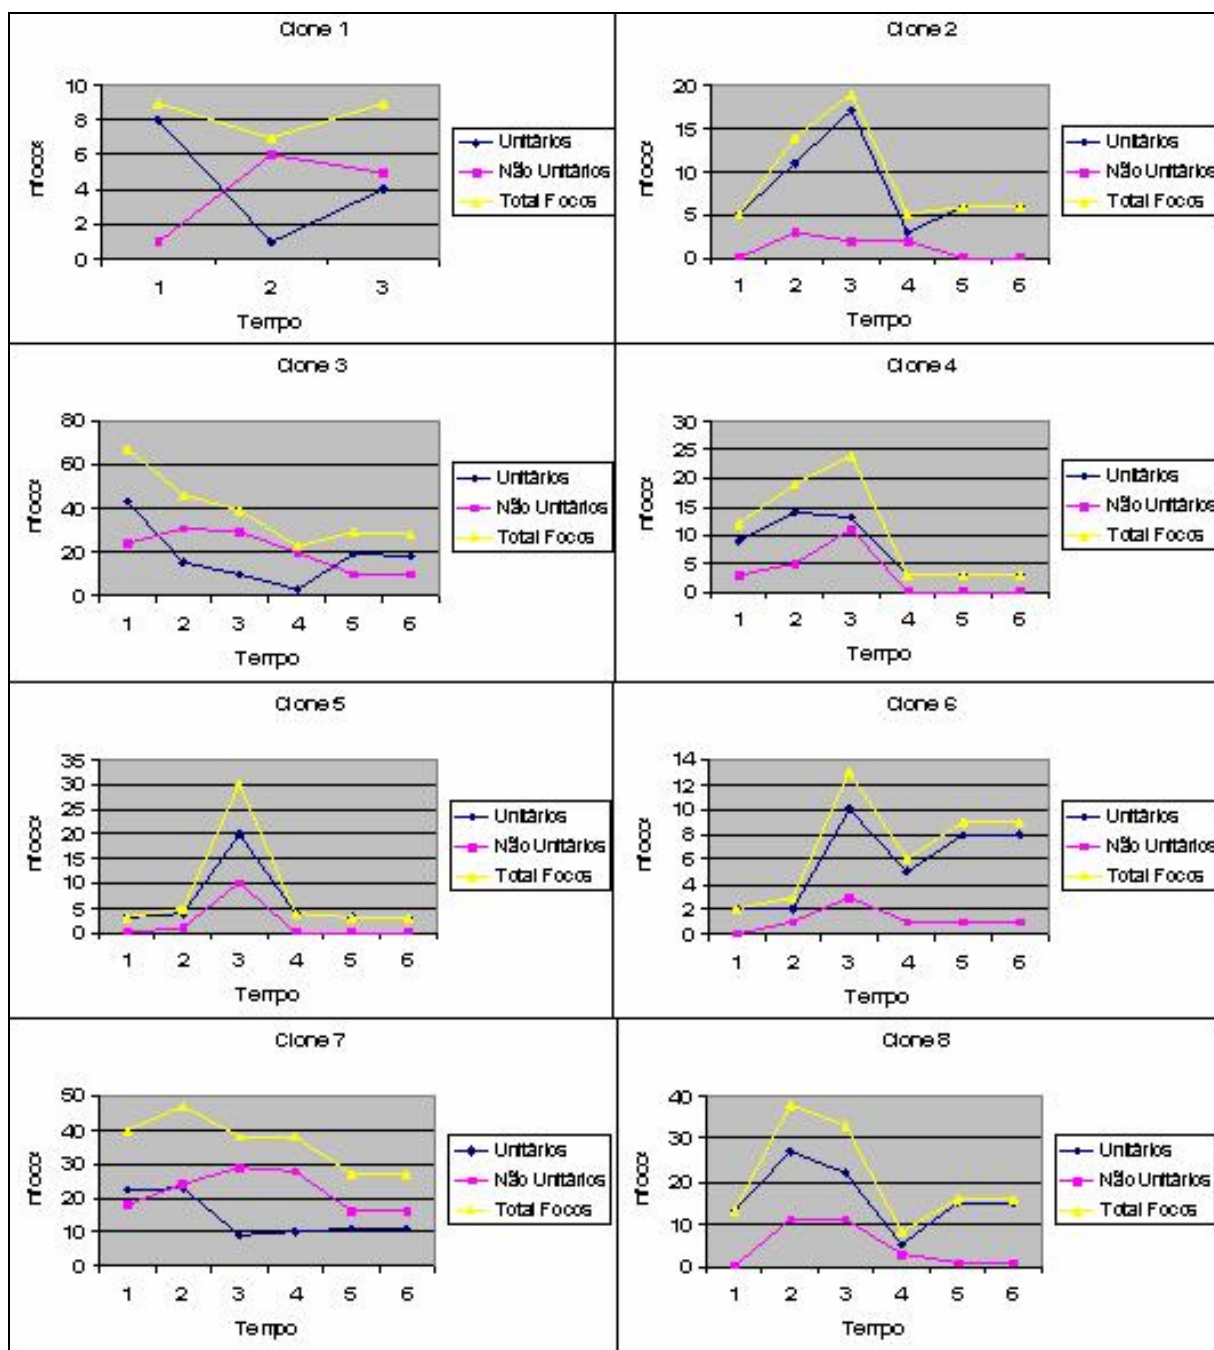 Clone 1
10
8
6
4
2
0
nfocos
1 2 3
Tempo
Unitários
Não Unitários
Total Focos
Clone 2
20
15
10
5
0
nfocos
1 2 3 4 5 6
Tempo
Unitários
Não Unitários
Total Focos
Clone 3
80
60
40
20
0
nfocos
1 2 3 4 5 6
Tempo
Unitários
Não Unitários
Total Focos
Clone 4
30
25
20
15
10
5
0
nfocos
1 2 3 4 5 6
Tempo
Unitários
Não Unitários
Total Focos
Clone 5
35
30
25
20
15
10
5
0
nfocos
1 2 3 4 5 6
Tempo
Unitários
Não Unitários
Total Focos
Clone 6
14
12
10
8
6
4
2
0
nfocos
1 2 3 4 5 6
Tempo
Unitários
Não Unitários
Total Focos
Clone 7
50
40
30
20
10
0
nfocos
1 2 3 4 5 6
Tempo
Unitários
Não Unitários
Total Focos
Clone 8
40
30
20
10
0
nfocos
1 2 3 4 5 6
Tempo
Unitários
Não Unitários
Total Focos